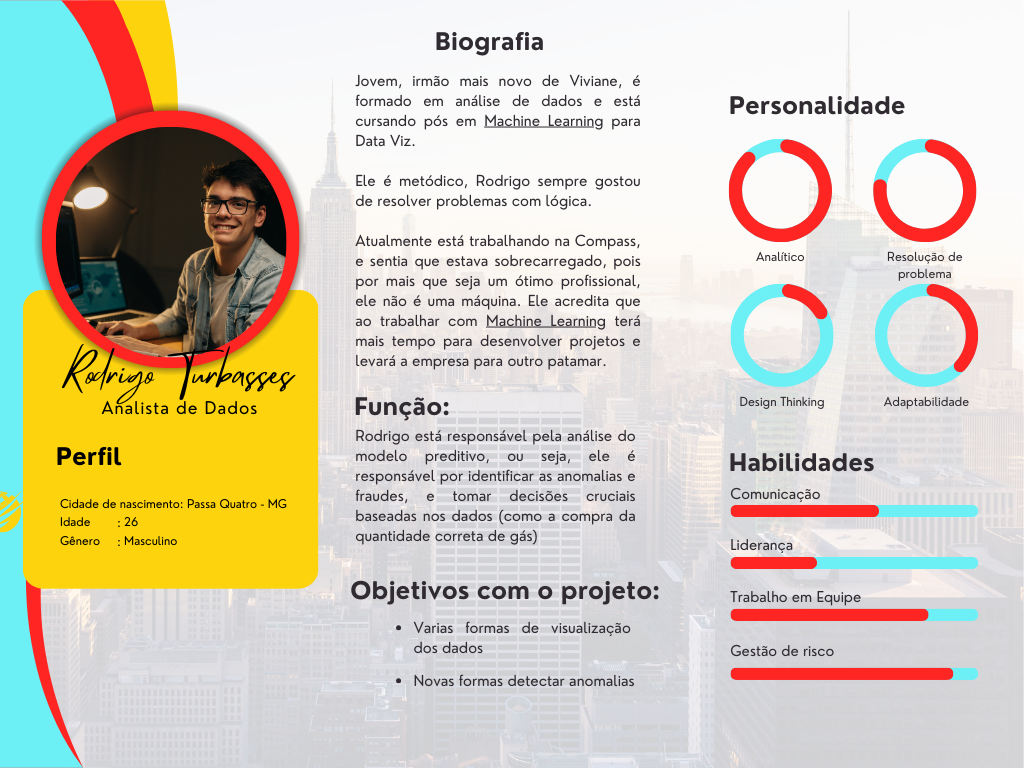 Rodrigo Turbasses
Analista de Dados
Perfil
Cidade de nascimento: Passa Quatro - MG
Idade : 26
Gênero : Masculino
Biografia
Jovem, irmão mais novo de Viviane, é
formado em análise de dados e está
cursando pós em Machine Learning para
Data Viz.
Ele é metódico, Rodrigo sempre gostou
de resolver problemas com lógica.
Atualmente está trabalhando na Compass,
e sentia que estava sobrecarregado, pois
por mais que seja um ótimo profissional,
ele não é uma máquina. Ele acredita que
ao trabalhar com Machine Learning terá
mais tempo para desenvolver projetos e
levará a empresa para outro patamar.
Função:
Rodrigo está responsável pela análise do
modelo preditivo, ou seja, ele é
responsável por identificar as anomalias e
fraudes, e tomar decisões cruciais
baseadas nos dados (como a compra da
quantidade correta de gás)
Objetivos com o projeto:
• Varias formas de visualização
dos dados
• Novas formas detectar anomalias
Personalidade
Analítico
Resolução de
problema
Design Thinking
Adaptabilidade
Habilidades
Comunicação
Liderança
Trabalho em Equipe
Gestão de risco